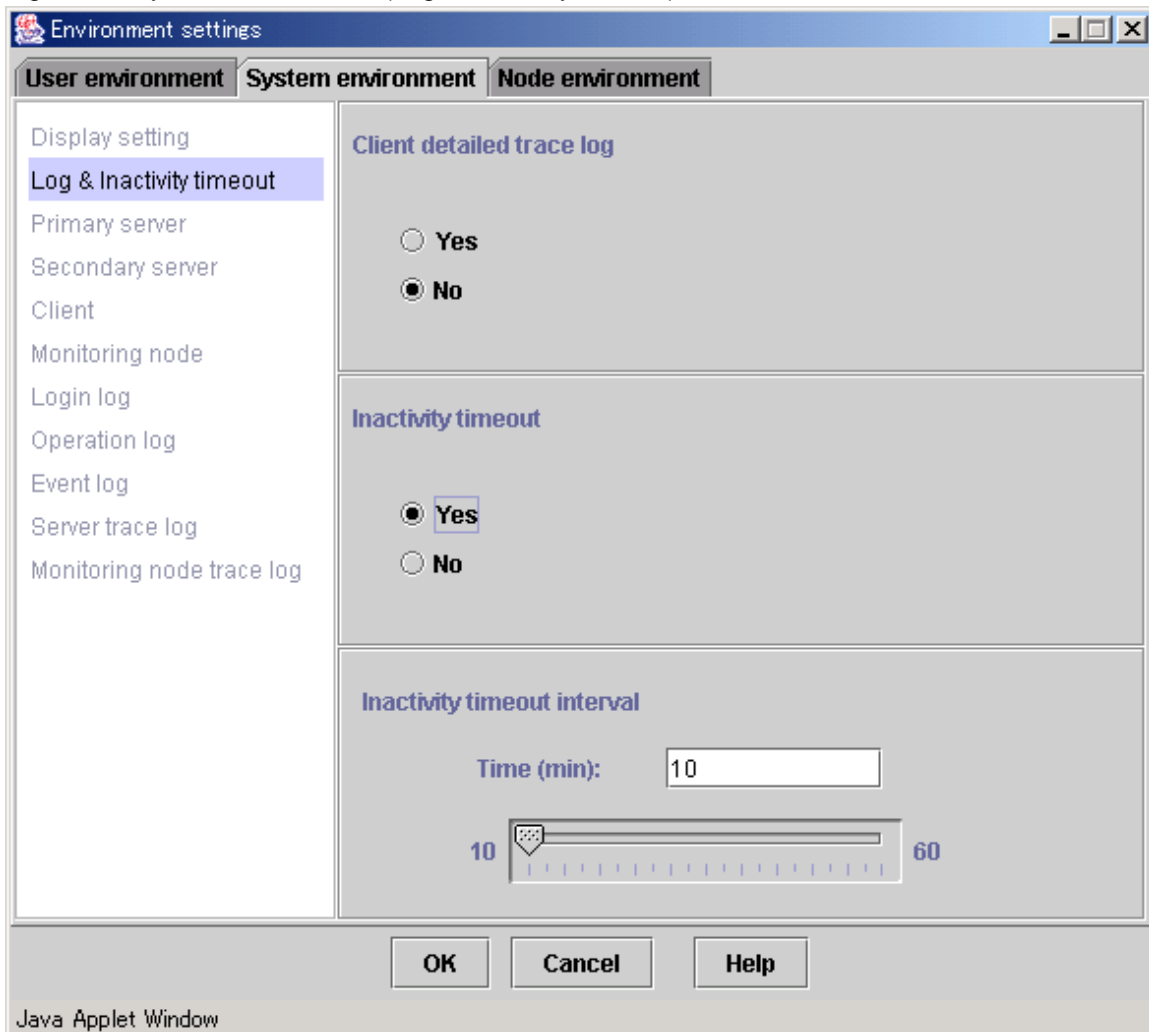 Environment settings
User environment System environment Node environment
Display setting
Log & Inactivity timeout
Primary server
Secondary server
Client
Monitoring node
Login log
Operation log
Event log
Server trace log
Monitoring node trace log
Client detailed trace log
Yes
No
Inactivity timeout
Yes
No
Inactivity timeout interval
Time (min): 10
10 60
OK Cancel Help
Java Applet Window